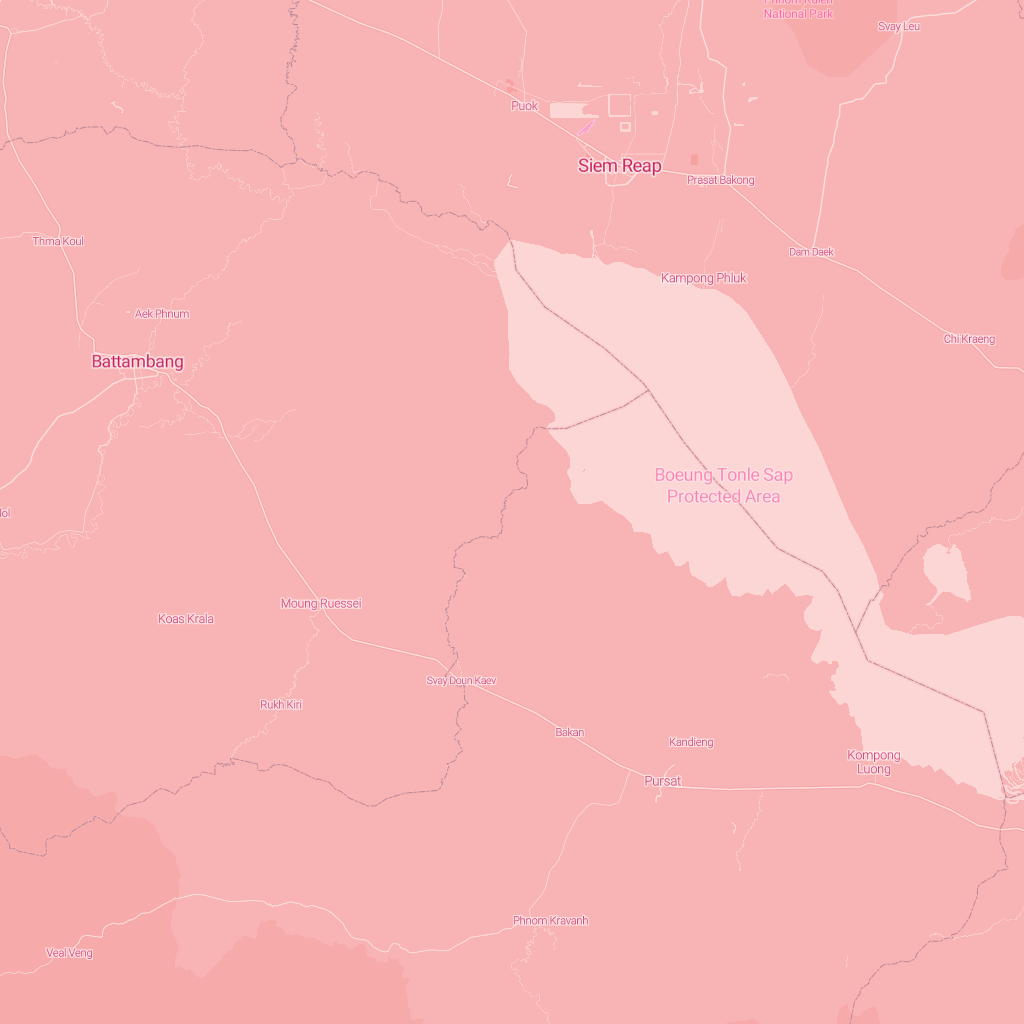 Phnom Kulen
National Park
Svay Leu
Puok
Siem Reap
Prasat Bakong
Thma Koul
Dam Daek
Kampong Phluk
Aek Phnum
Chi Kraeng
Battambang
Boeung Tonle Sap
Protected Area
Moung Ruessei
Koas Krala
Svay Doun Kaev
Rukh Kiri
Bakan
Kandieng
Kompong
Luong
Pursat
Phnom Kravanh
Veal Veng